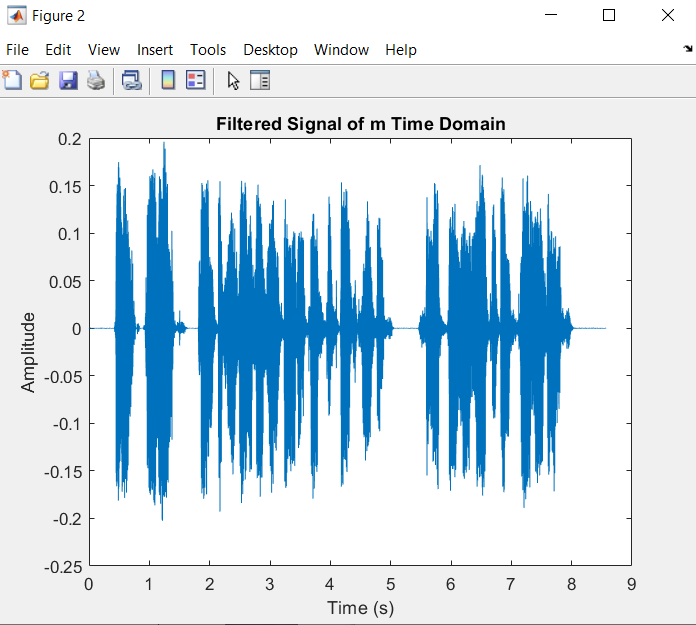 Figure 2
File Edit View Insert Tools Desktop Window Help
Filtered Signal of m Time Domain
0.2
0.15
0.1
0.05
0
-0.05
-0.1
-0.15
-0.2
-0.25
Amplitude
0 1 2 3 4 5 6 7 8 9
Time (s)